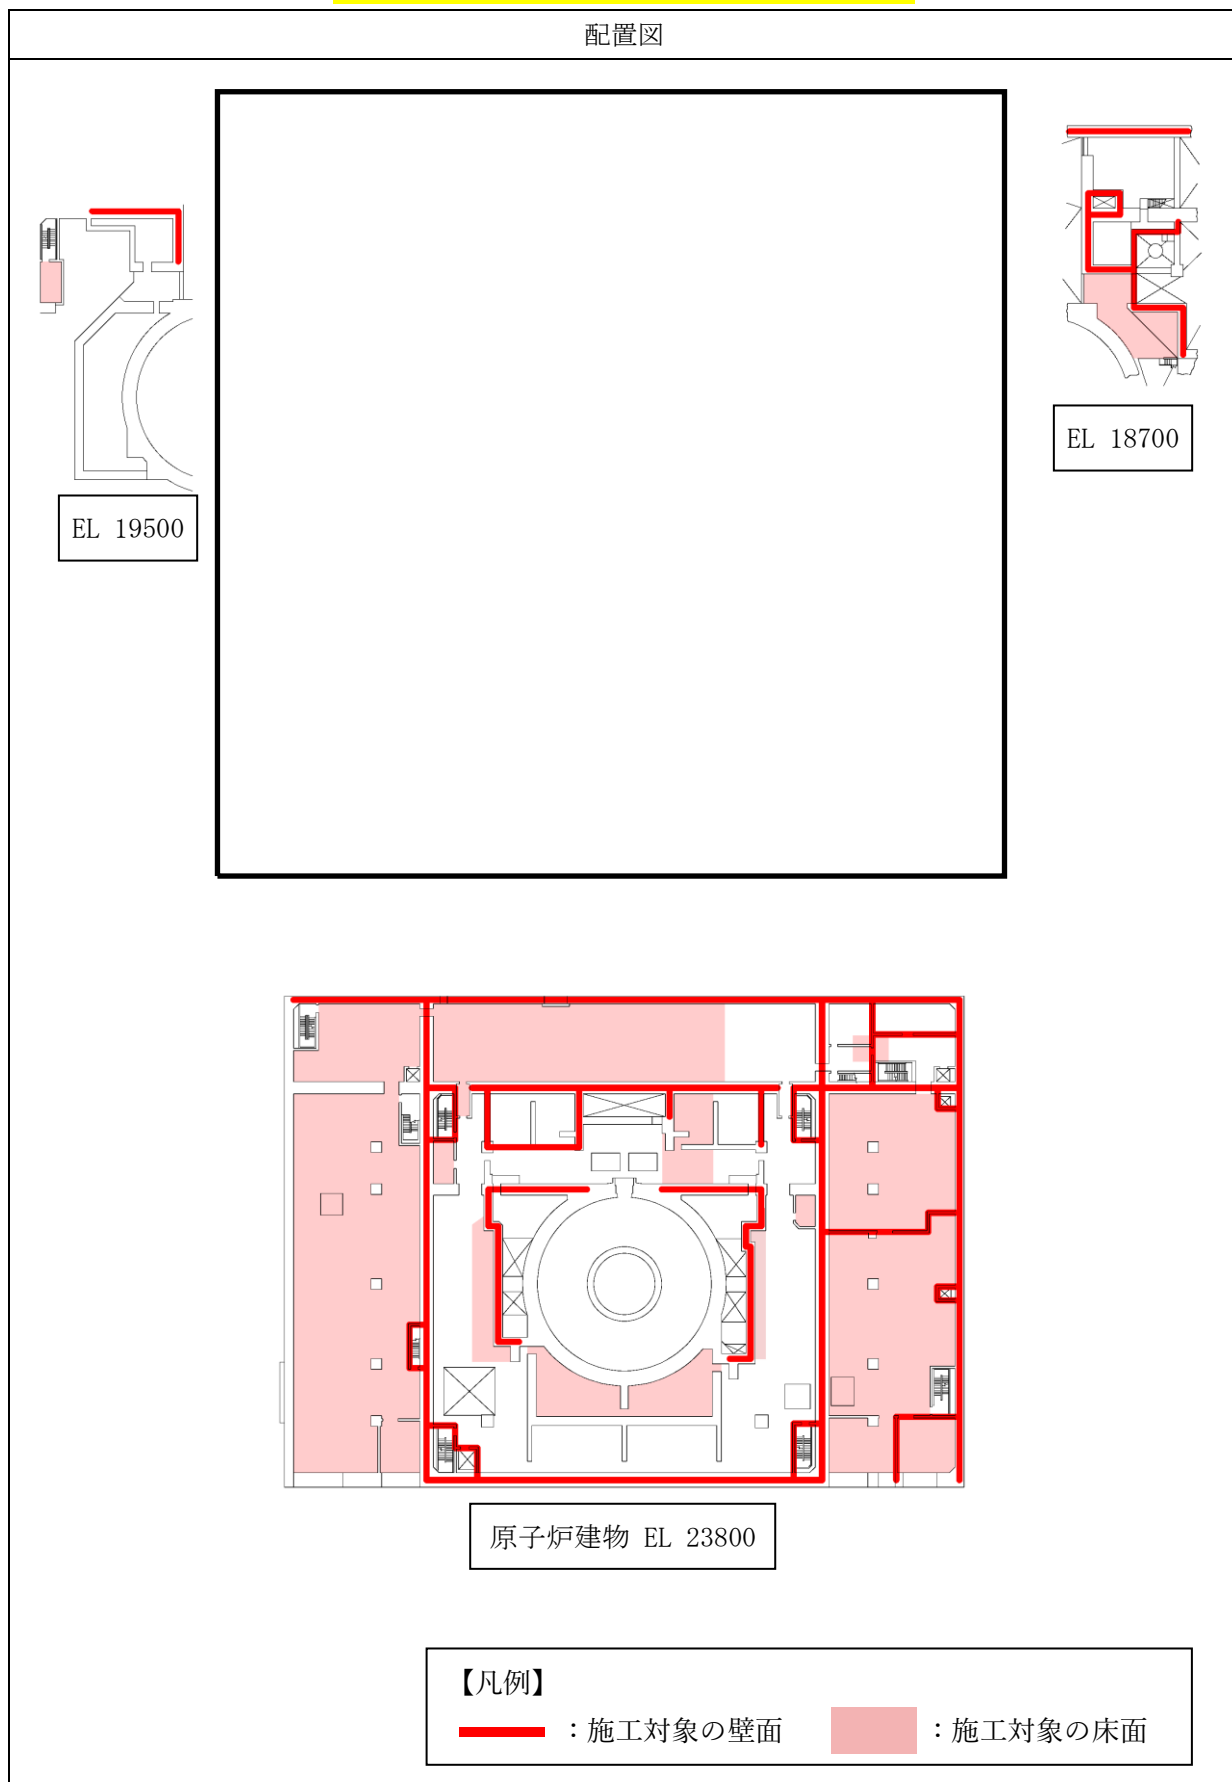 配置図
EL 18700
EL 19500
原子炉建物 EL 23800
【凡例】
：施工対象の壁面　：施工対象の床面